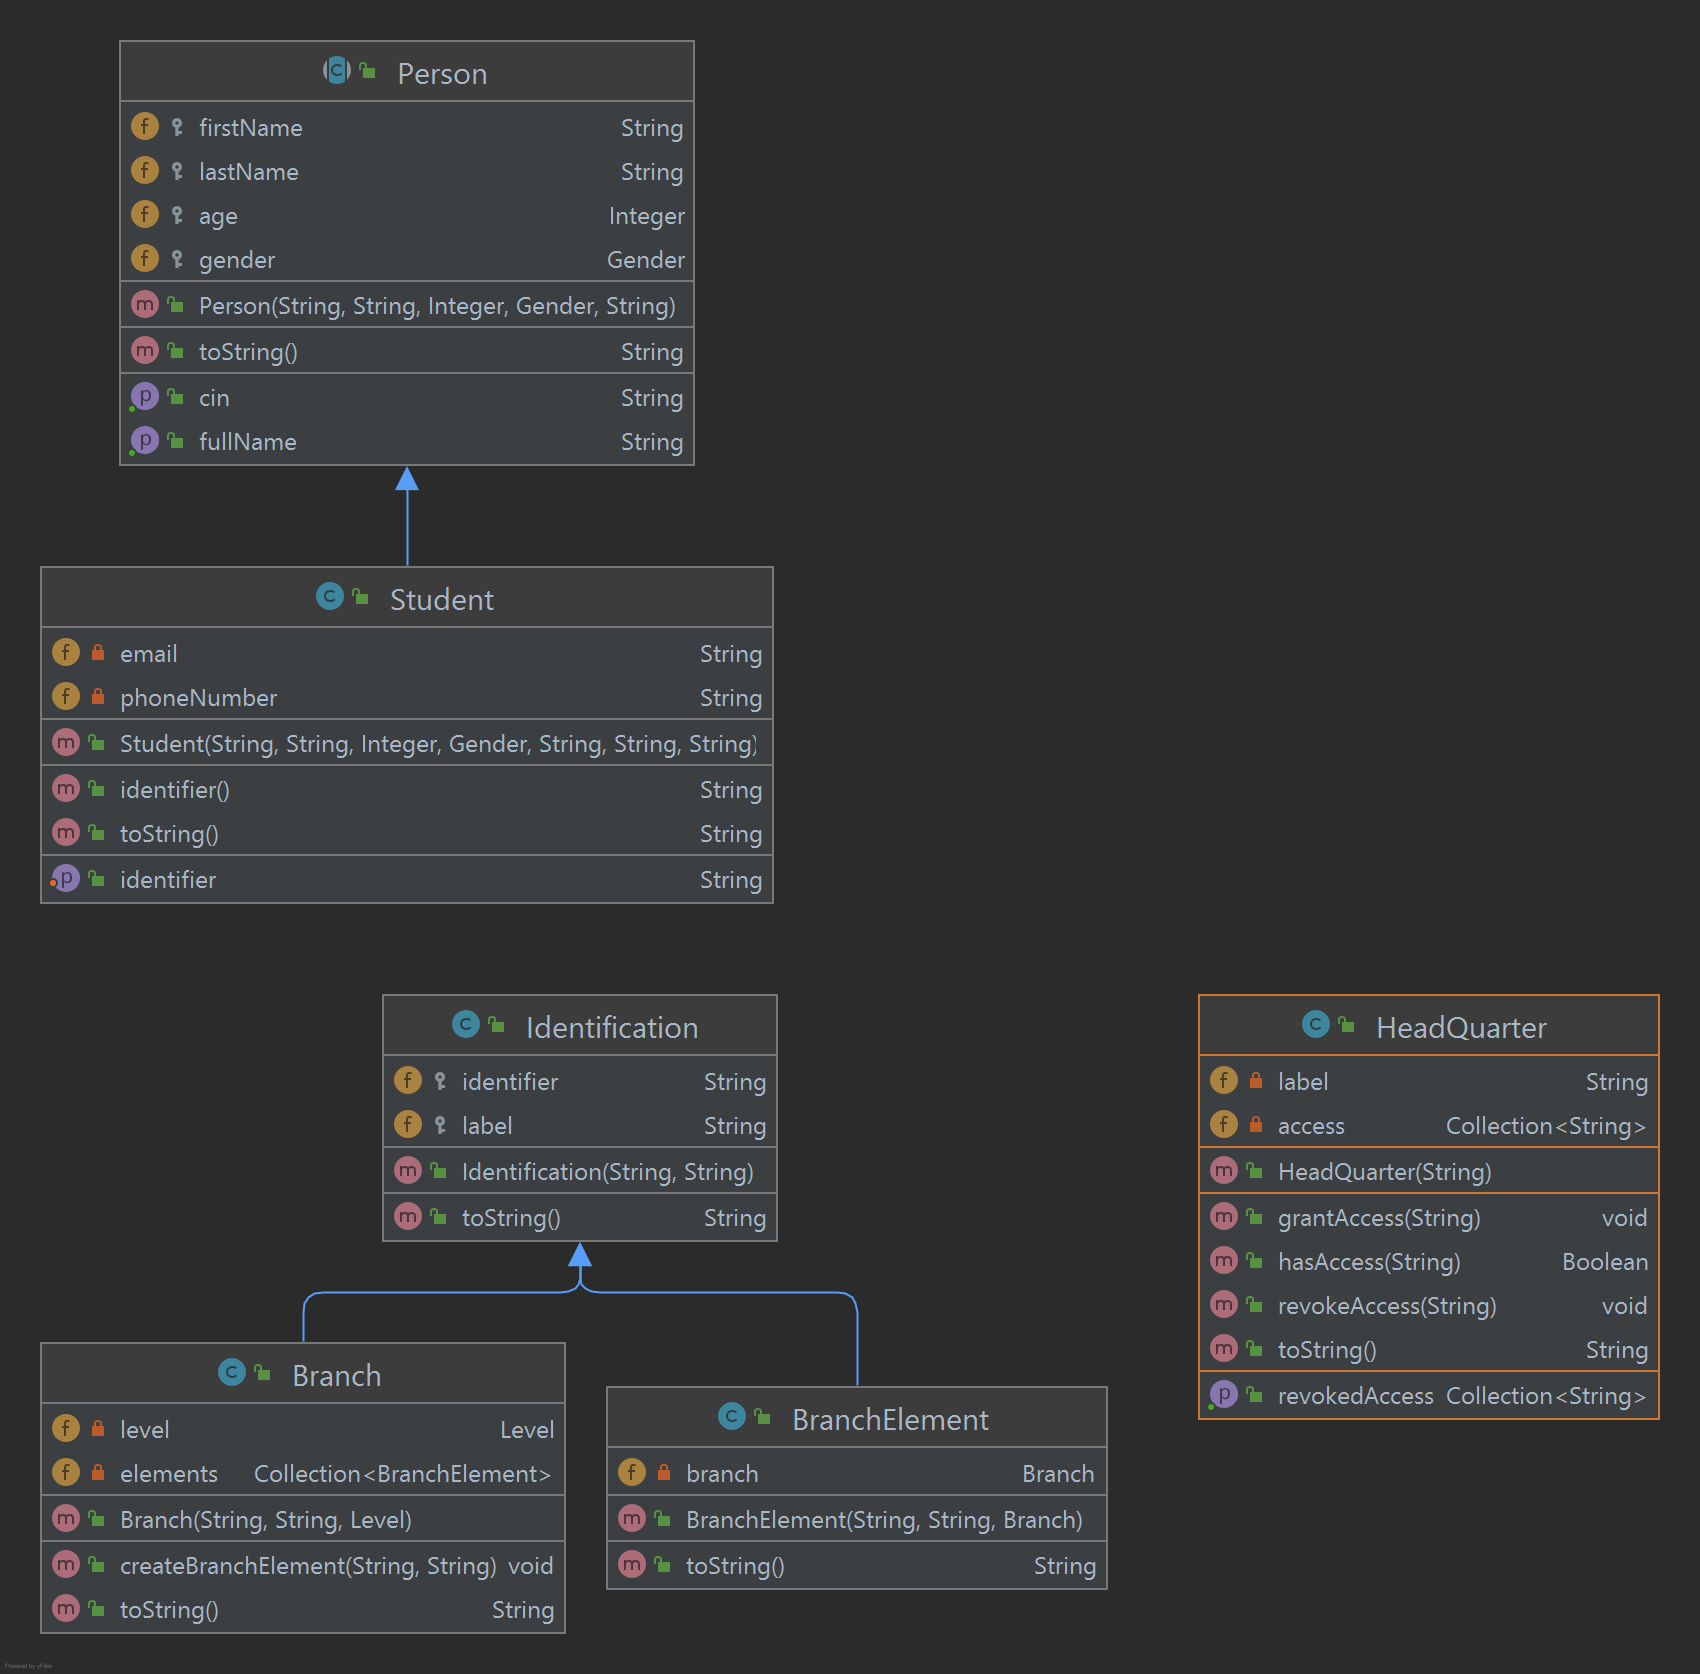 Person
firstName String
lastName String
age Integer
gender Gender
Person(String, String, Integer, Gender, String)
toString() String
cin String
fullName String
Student
email String
phoneNumber String
Student(String, String, Integer, Gender, String, String, String)
identifier() String
toString() String
identifier String
Identification
identifier String
label String
Identification(String, String)
toString() String
HeadQuarter
label String
access Collection<String>
HeadQuarter(String)
grantAccess(String) void
hasAccess(String) Boolean
revokeAccess(String) void
toString() String
revokedAccess Collection<String>
Branch
level Level
elements Collection<BranchElement>
Branch(String, String, Level)
createBranchElement(String, String) void
toString() String
BranchElement
branch Branch
BranchElement(String, String, Branch)
toString() String
Powered by yFiles